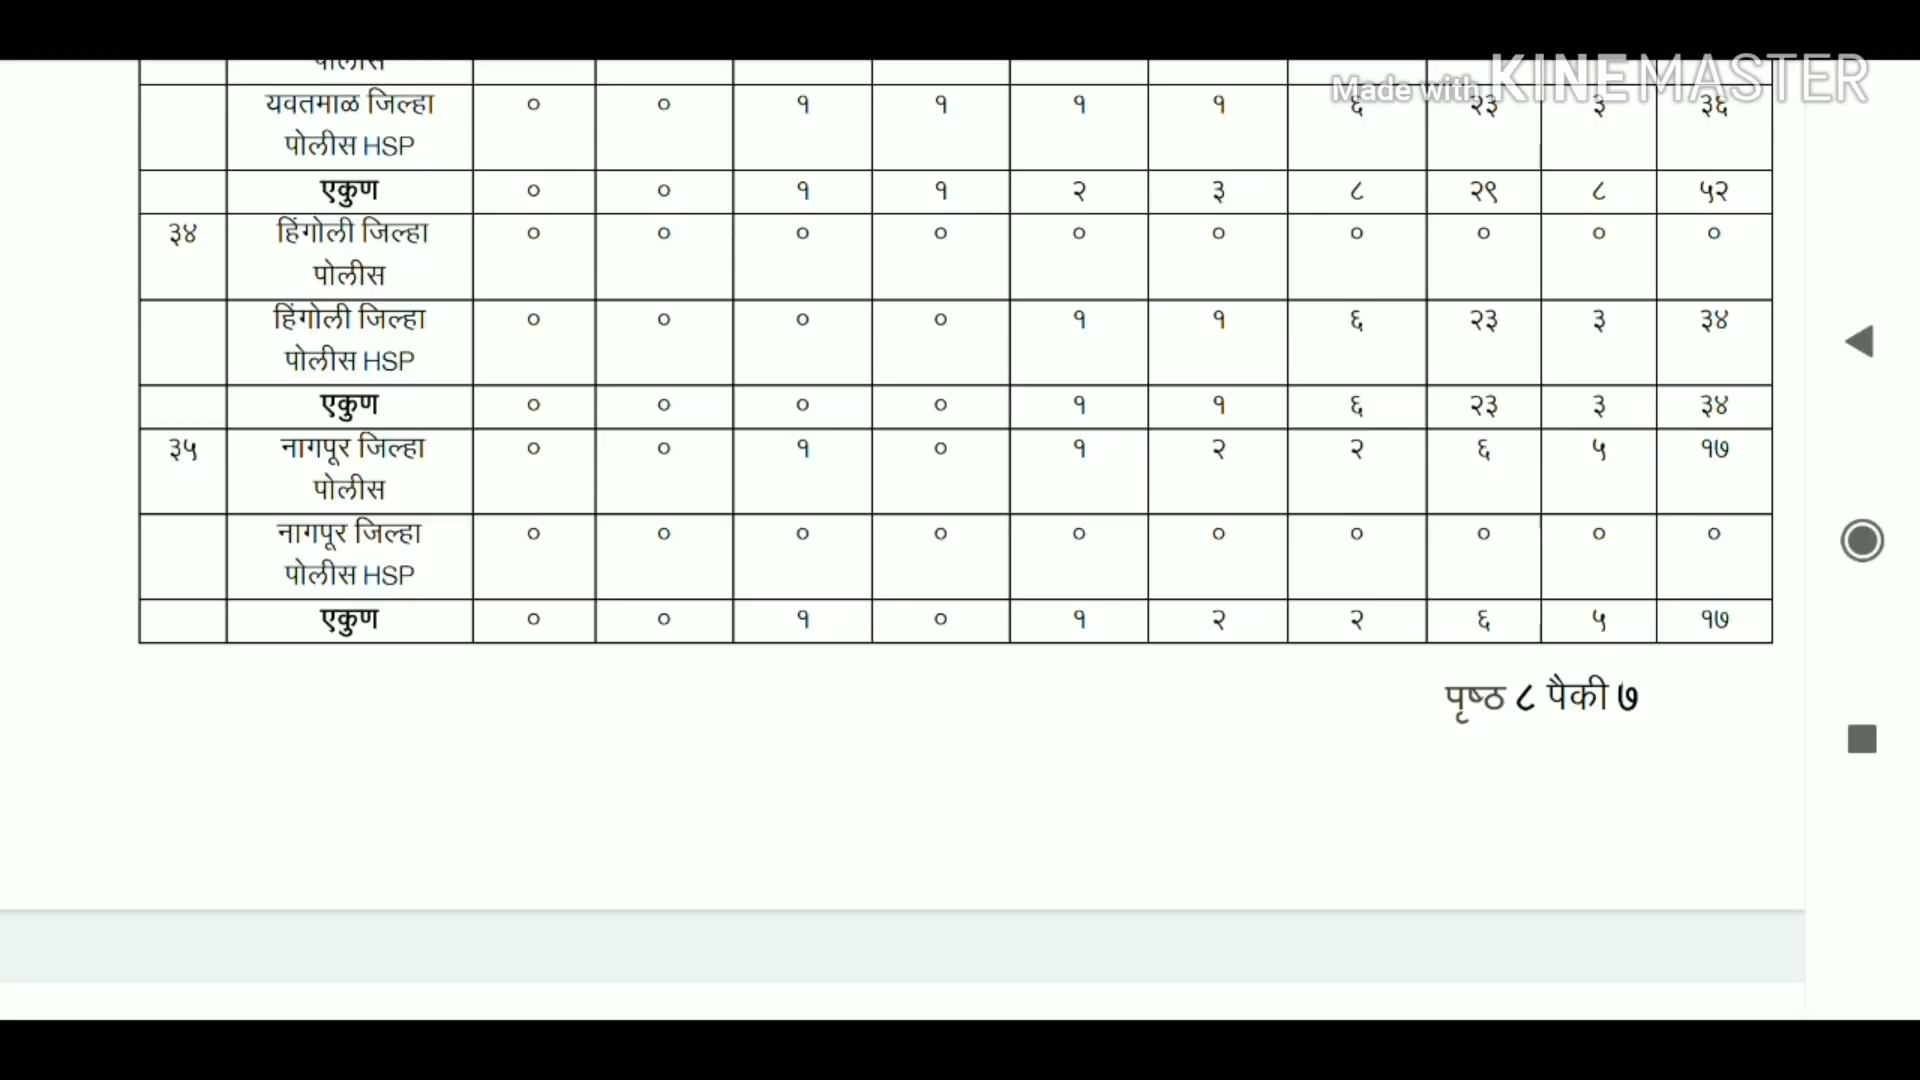 पोलीस
Made with KINEMASTER
यवतमाळ जिल्हा ० ० १ १ १ १ ६ २३ ३ ३६
पोलीस HSP
एकुण ० ० १ १ २ ३ ८ २९ ८ ५२
३४ हिंगोली जिल्हा ० ० ० ० ० ० ० ० ० ०
पोलीस
हिंगोली जिल्हा ० ० ० ० १ १ ६ २३ ३ ३४
पोलीस HSP
एकुण ० ० ० ० १ १ ६ २३ ३ ३४
३५ नागपूर जिल्हा ० ० १ ० १ २ २ ६ ५ १७
पोलीस
नागपूर जिल्हा ० ० ० ० ० ० ० ० ० ०
पोलीस HSP
एकुण ० ० १ ० १ २ २ ६ ५ १७
पृष्ठ ८ पैकी ७